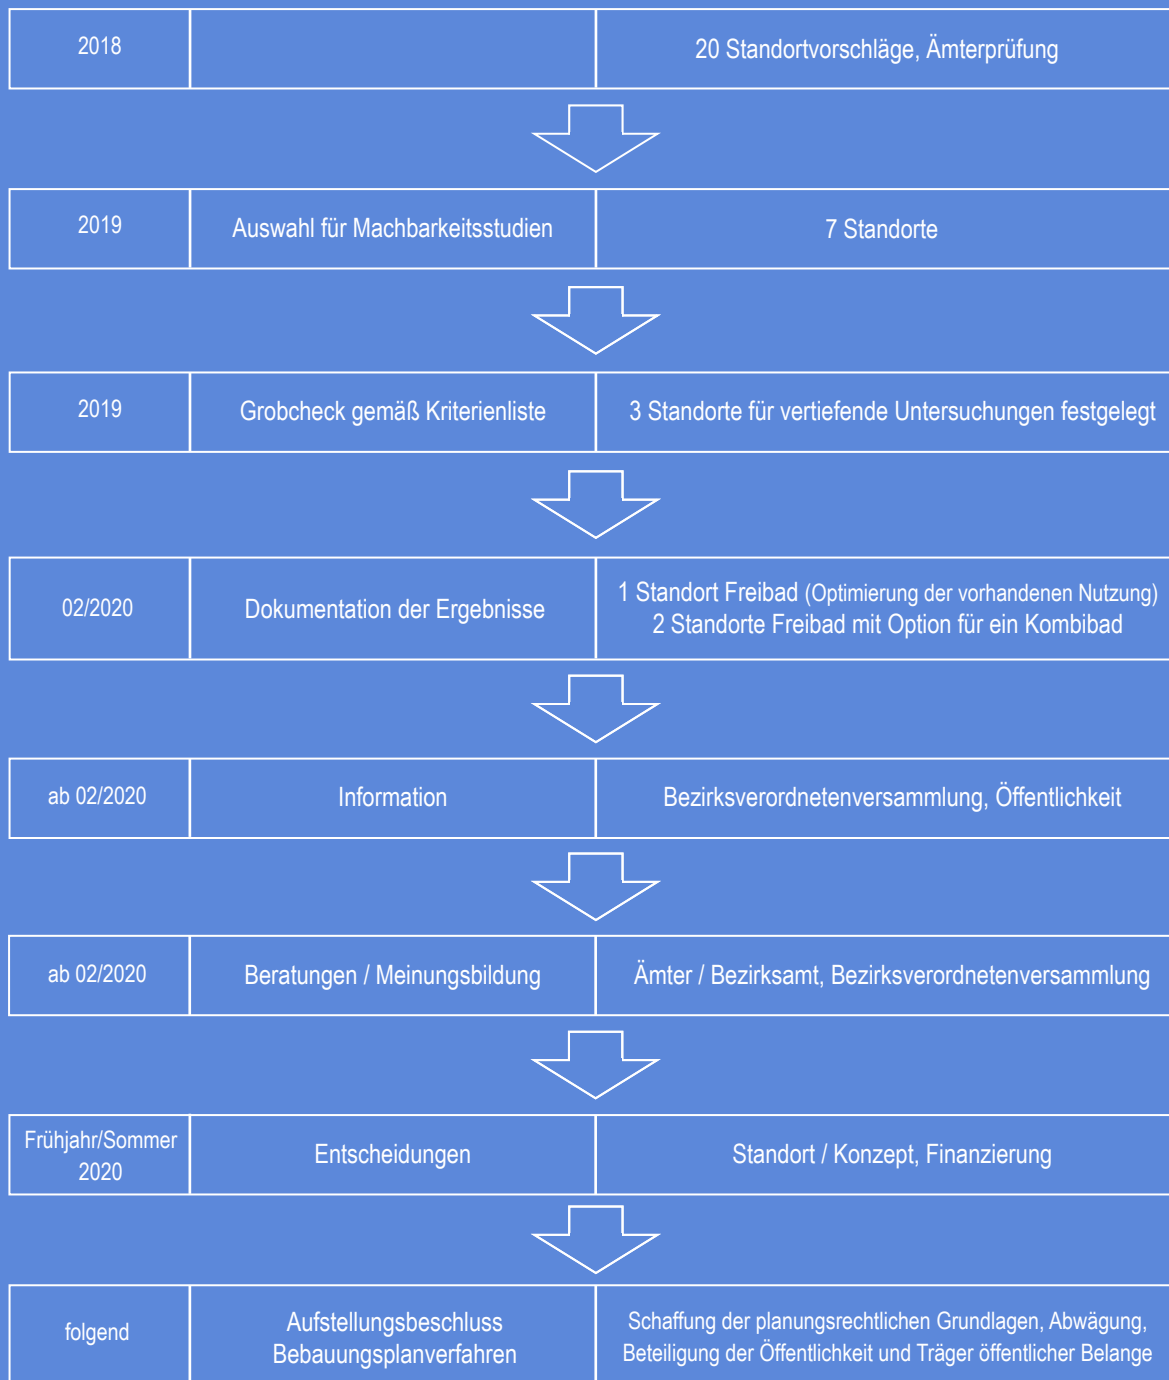 2018
20 Standortvorschläge, Ämterprüfung
2019
Auswahl für Machbarkeitsstudien
7 Standorte
2019
Grobcheck gemäß Kriterienliste
3 Standorte für vertiefende Untersuchungen festgelegt
02/2020
Dokumentation der Ergebnisse
1 Standort Freibad (Optimierung der vorhandenen Nutzung)
2 Standorte Freibad mit Option für ein Kombibad
ab 02/2020
Information
Bezirksverordnetenversammlung, Öffentlichkeit
ab 02/2020
Beratungen / Meinungsbildung
Ämter / Bezirksamt, Bezirksverordnetenversammlung
Frühjahr/Sommer
2020
Entscheidungen
Standort / Konzept, Finanzierung
folgend
Aufstellungsbeschluss
Bebauungsplanverfahren
Schaffung der planungsrechtlichen Grundlagen, Abwägung,
Beteiligung der Öffentlichkeit und Träger öffentlicher Belange